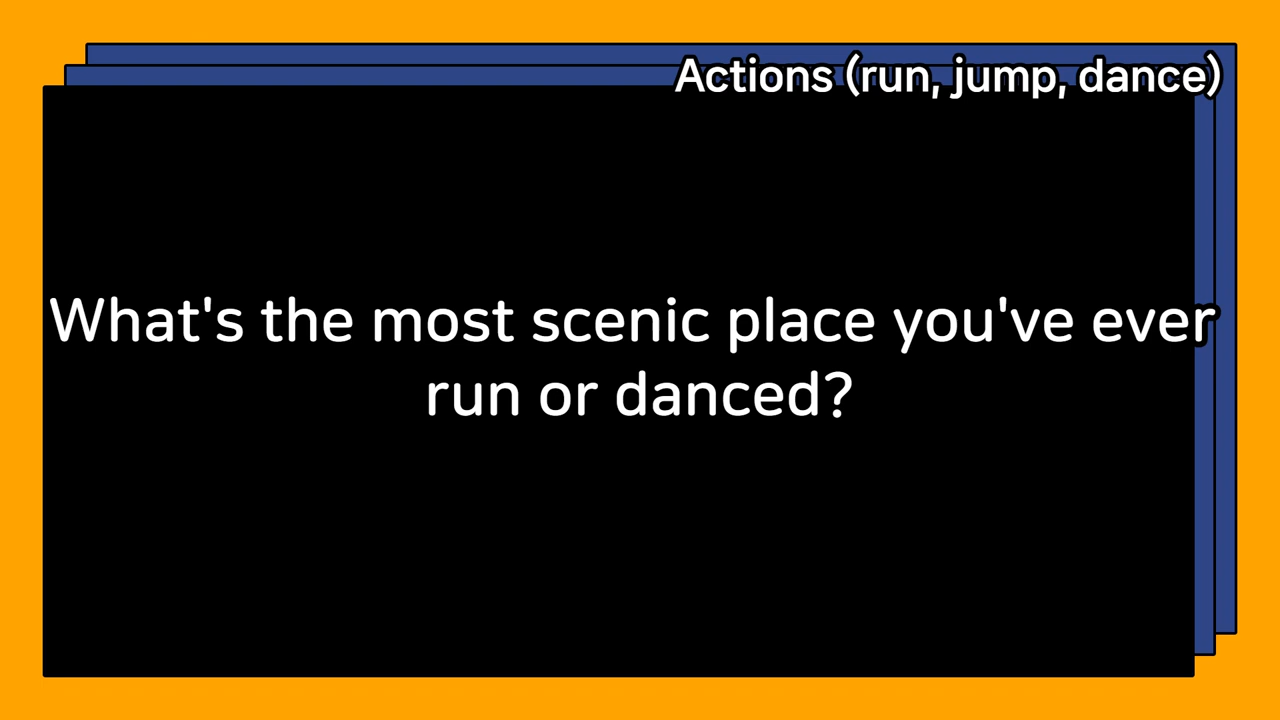 Actions (run, jump, dance)
What's the most scenic place you've ever
run or danced?